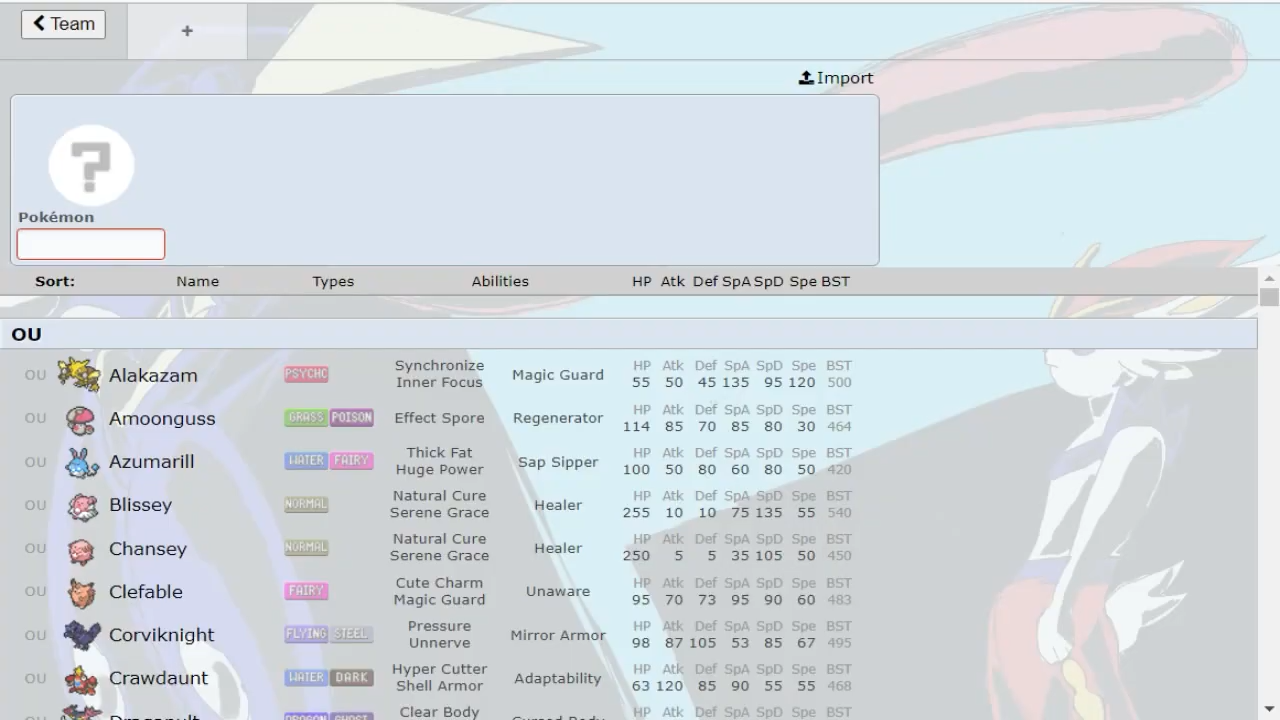 Team
+
Import
?
Pokémon
Sort: Name Types Abilities HP Atk Def SpA SpD Spe BST
OU
OU Alakazam PSYCHC Synchronize Inner Focus Magic Guard HP 55 Atk 50 Def 45 SpA 135 SpD 95 Spe 120 BST 500
OU Amoonguss GRASS POISON Effect Spore Regenerator HP 114 Atk 85 Def 70 SpA 85 SpD 80 Spe 30 BST 464
OU Azumarill WATER FAIRY Thick Fat Huge Power Sap Sipper HP 100 Atk 50 Def 80 SpA 60 SpD 80 Spe 50 BST 420
OU Blissey NORMAL Natural Cure Serene Grace Healer HP 255 Atk 10 Def 10 SpA 75 SpD 135 Spe 55 BST 540
OU Chansey NORMAL Natural Cure Serene Grace Healer HP 250 Atk 5 Def 5 SpA 35 SpD 105 Spe 50 BST 450
OU Clefable FAIRY Cute Charm Magic Guard Unaware HP 95 Atk 70 Def 73 SpA 95 SpD 90 Spe 60 BST 483
OU Corviknight FLYING STEEL Pressure Unnerve Mirror Armor HP 98 Atk 87 Def 105 SpA 53 SpD 85 Spe 67 BST 495
OU Crawdaunt WATER DARK Hyper Cutter Shell Armor Adaptability HP 63 Atk 120 Def 85 SpA 90 SpD 55 Spe 55 BST 468
Dragapult DRAGON GHOST Clear Body Cursed Body HP Atk Def SpA SpD Spe BST